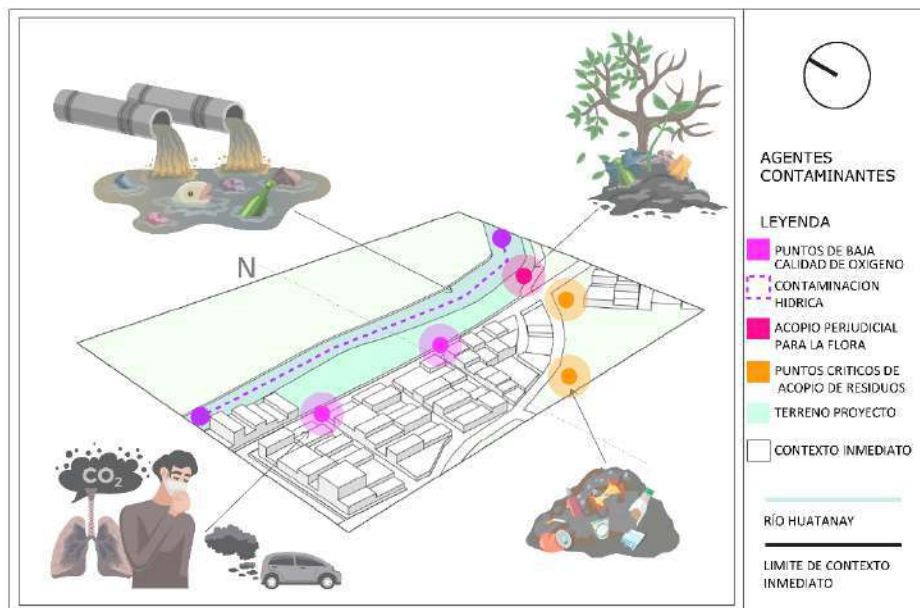 N
CO2
AGENTES
CONTAMINANTES
LEYENDA
PUNTOS DE BAJA
CALIDAD DE OXIGENO
CONTAMINACION
HIDRICA
ACOPIO PERJUDICIAL
PARA LA FLORA
PUNTOS CRITICOS DE
ACOPIO DE RESIDUOS
TERRENO PROYECTO
CONTEXTO INMEDIATO
RÍO HUATANAY
LIMITE DE CONTEXTO
INMEDIATO